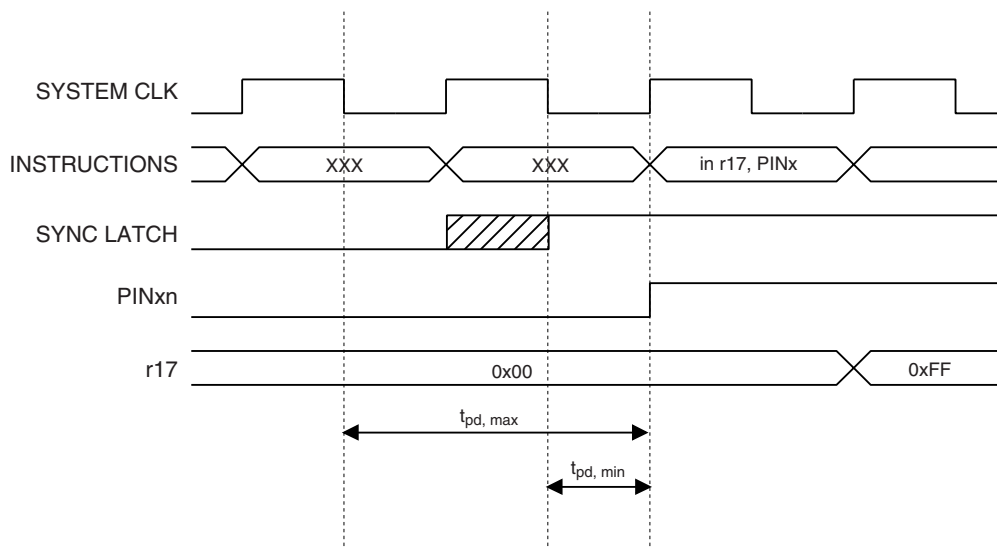 SYSTEM CLK
INSTRUCTIONS XXX XXX in r17, PINx
SYNC LATCH
PINxn
r17 0x00 0xFF
tpd, max
tpd, min